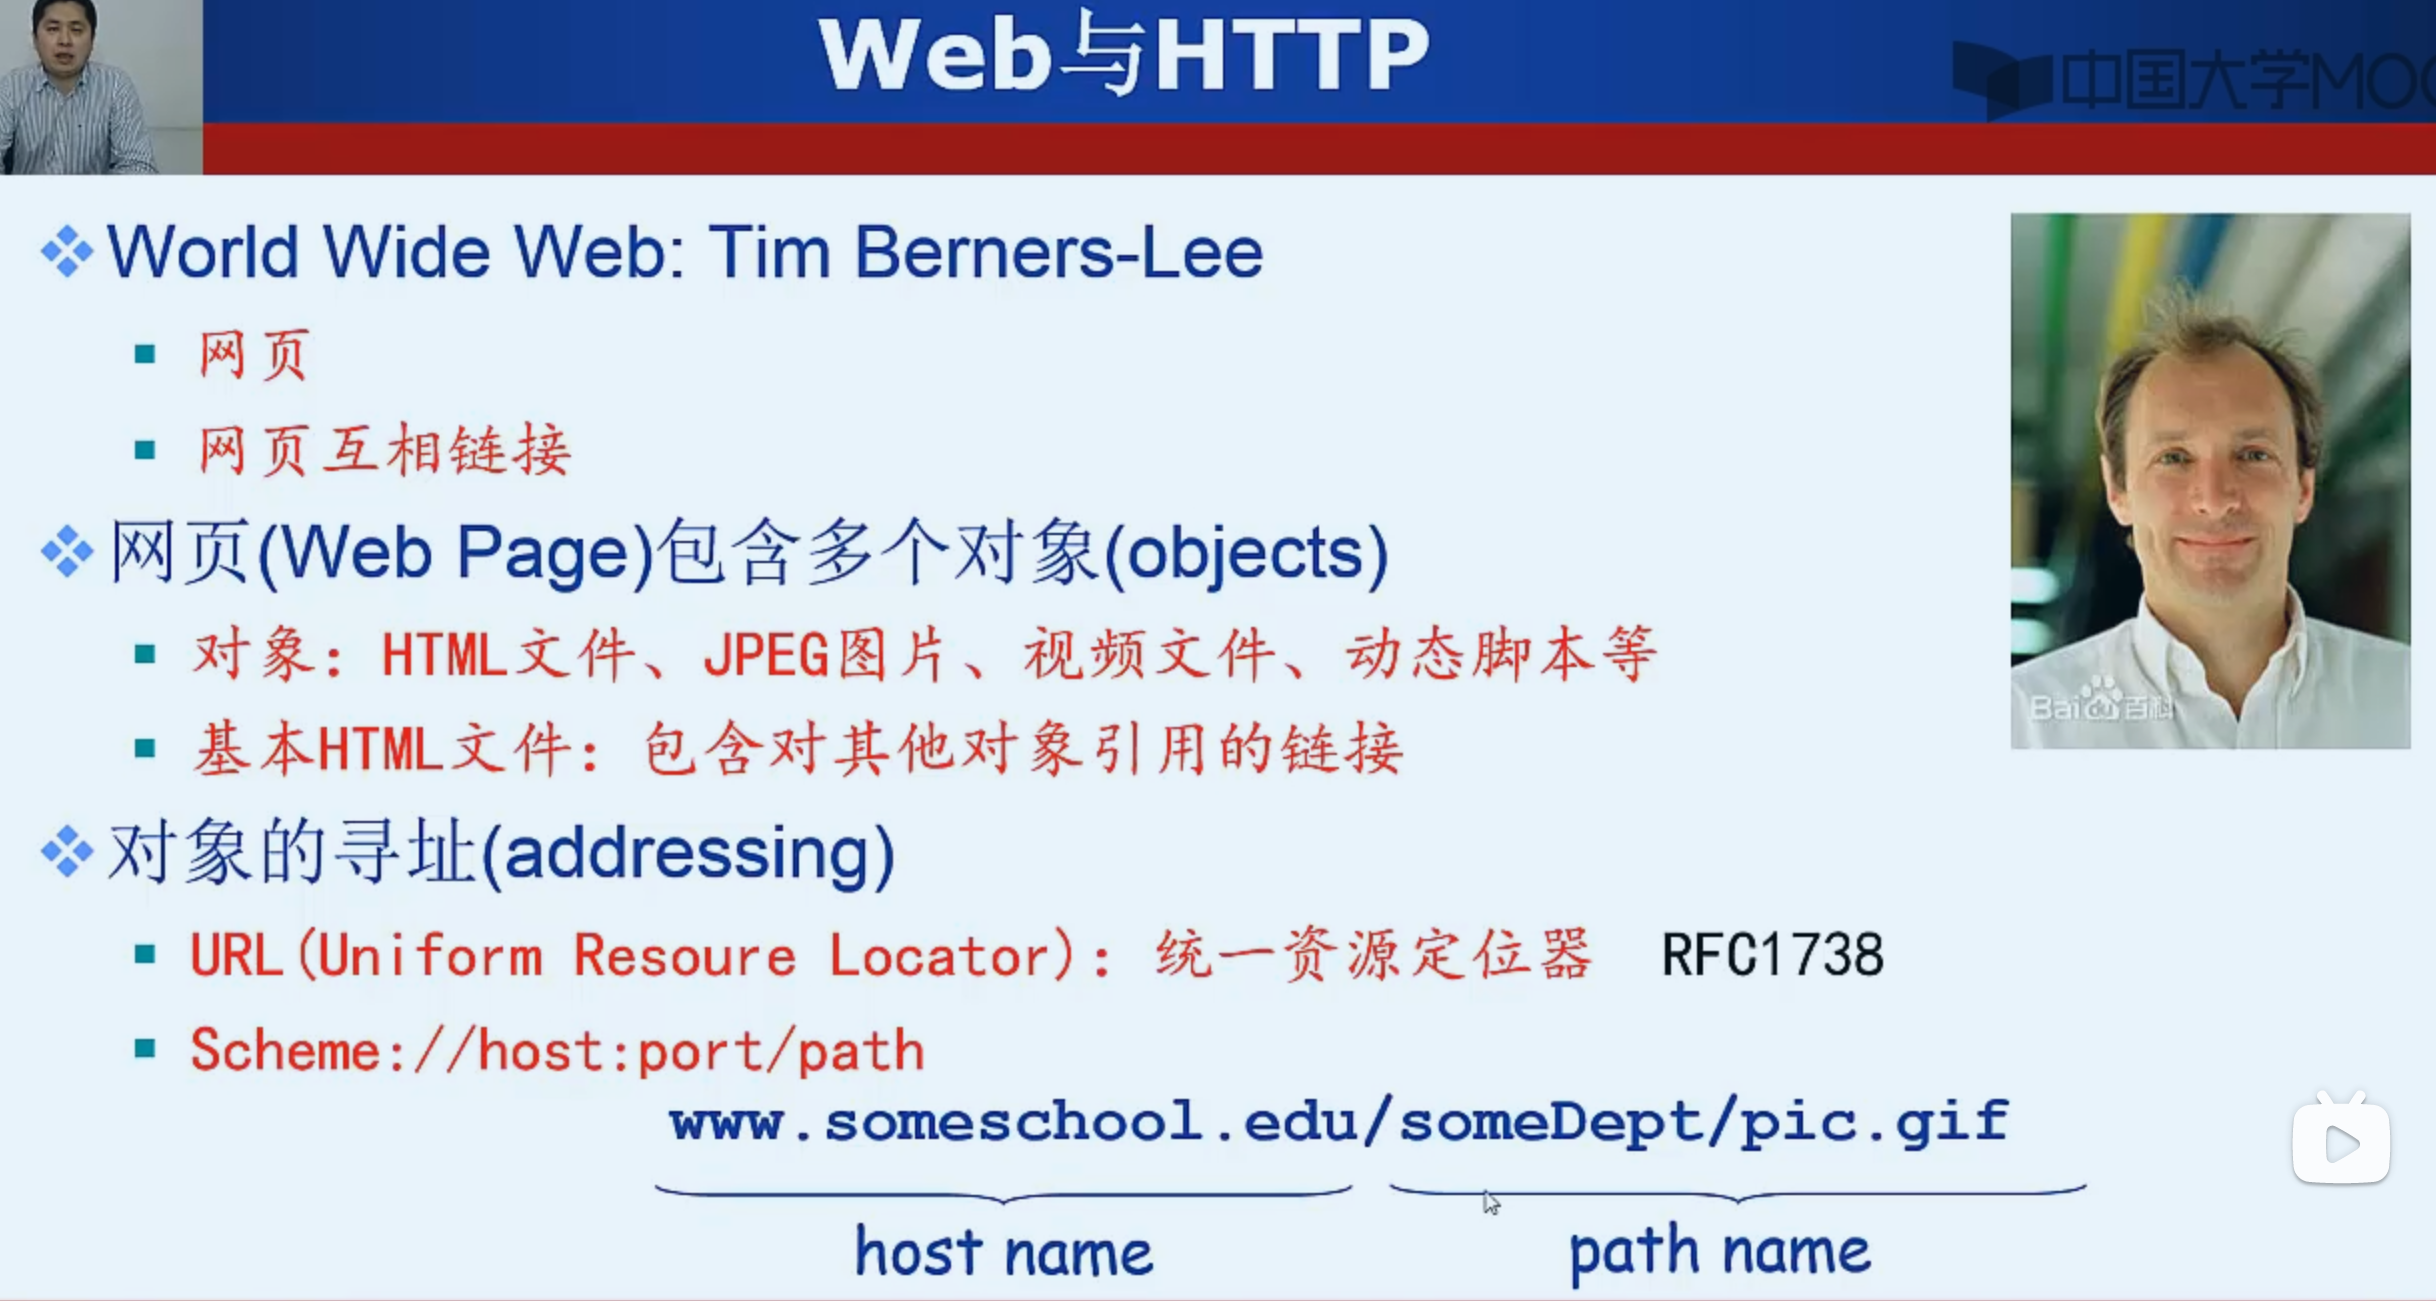 Web与HTTP
中国大学MOO
World Wide Web: Tim Berners-Lee
网页
网页互相链接
网页(Web Page)包含多个对象(objects)
对象：HTML文件、JPEG图片、视频文件、动态脚本等
基本HTML文件：包含对其他对象引用的链接
Baidu百科
对象的寻址(addressing)
URL(Uniform Resoure Locator)：统一资源定位器 RFC1738
Scheme://host:port/path
www.someschool.edu/someDept/pic.gif
host name path name